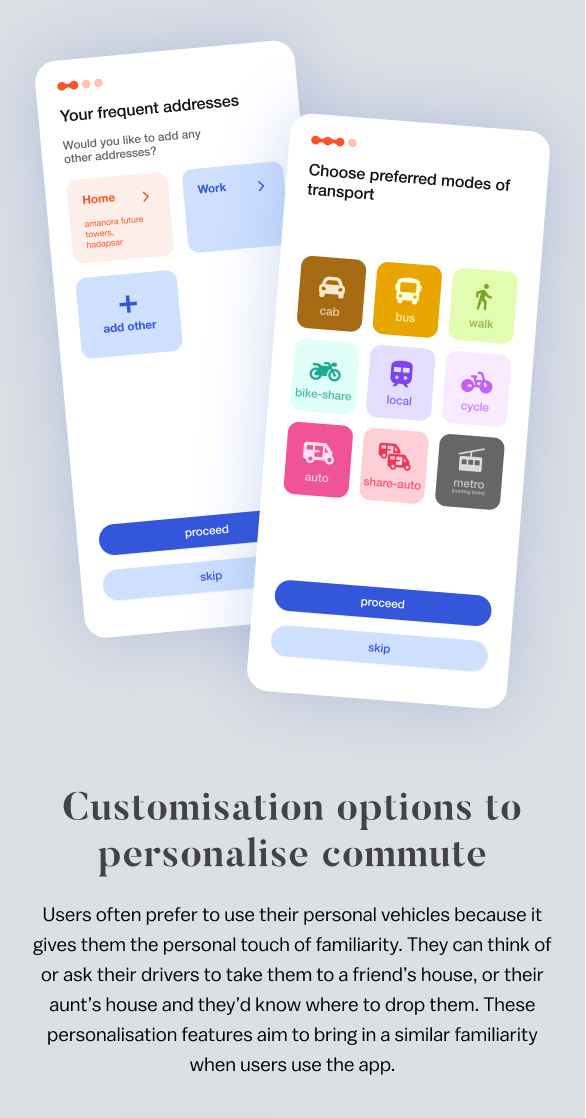 Your frequent addresses
Would you like to add any
other addresses?
Home
amanora future
towers,
hadapsar
Work
add other
proceed
skip
Choose preferred modes of
transport
cab
bus
walk
bike-share
local
cycle
auto
share-auto
metro
(coming soon)
proceed
skip
Customisation options to
personalise commute
Users often prefer to use their personal vehicles because it
gives them the personal touch of familiarity. They can think of
or ask their drivers to take them to a friend’s house, or their
aunt’s house and they’d know where to drop them. These
personalisation features aim to bring in a similar familiarity
when users use the app.